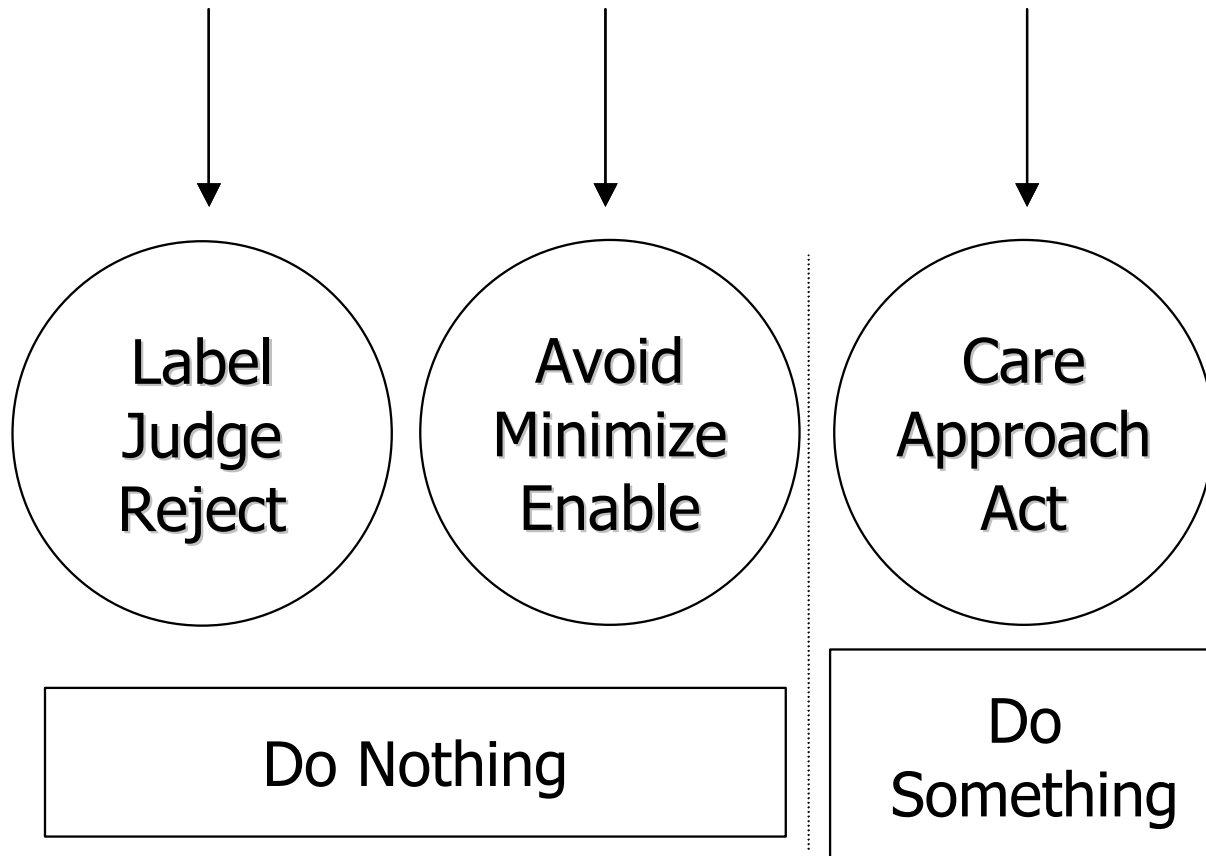 Label
Judge
Reject
Avoid
Minimize
Enable
Care
Approach
Act
Do Nothing
Do
Something